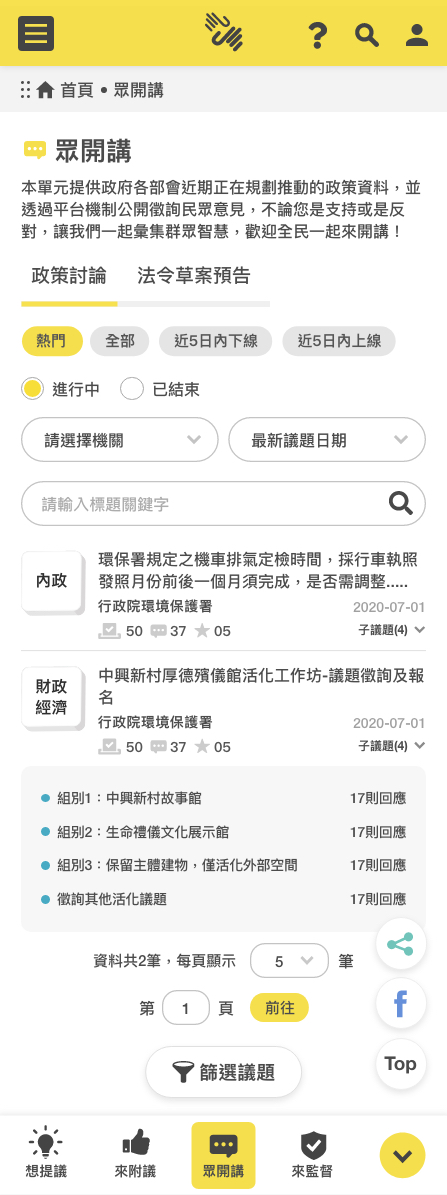 首頁 • 眾開講
眾開講
本單元提供政府各部會近期正在規劃推動的政策資料，並
透過平台機制公開徵詢民眾意見，不論您是支持或是反
對，讓我們一起彙集群眾智慧，歡迎全民一起來開講！
政策討論 法令草案預告
熱門 全部 近5日內下線 近5日內上線
進行中 已結束
請選擇機關 最新議題日期
請輸入標題關鍵字
內政
環保署規定之機車排氣定檢時間，採行車執照
發照月份前後一個月須完成，是否需調整.....
行政院環境保護署 2020-07-01
50 37 05 子議題(4)
財政
經濟
中興新村厚德殯儀館活化工作坊-議題徵詢及報
名
行政院環境保護署 2020-07-01
50 37 05 子議題(4)
組別1：中興新村故事館 17則回應
組別2：生命禮儀文化展示館 17則回應
組別3：保留主體建物，僅活化外部空間 17則回應
徵詢其他活化議題 17則回應
資料共2筆，每頁顯示 5 筆
第 1 頁 前往
f
Top
篩選議題
想提議 來附議 眾開講 來監督